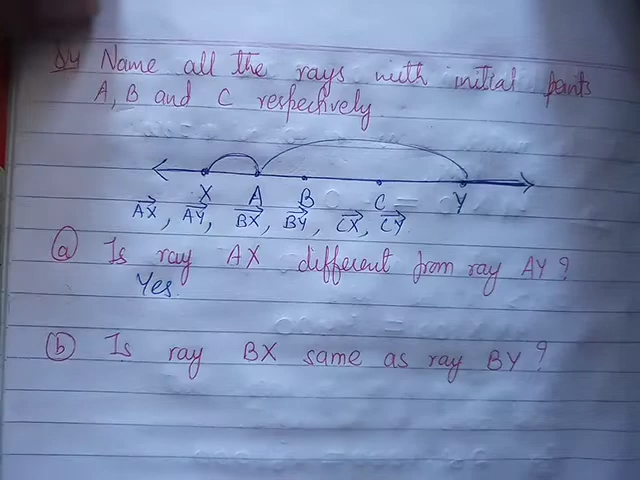 Q4 Name all the rays with initial points
A, B and C respectively
X A B C Y
AX, AY, BX, BY, CX, CY
(a) Is ray AX different from ray AY?
Yes.
(b) Is ray BX same as ray BY?